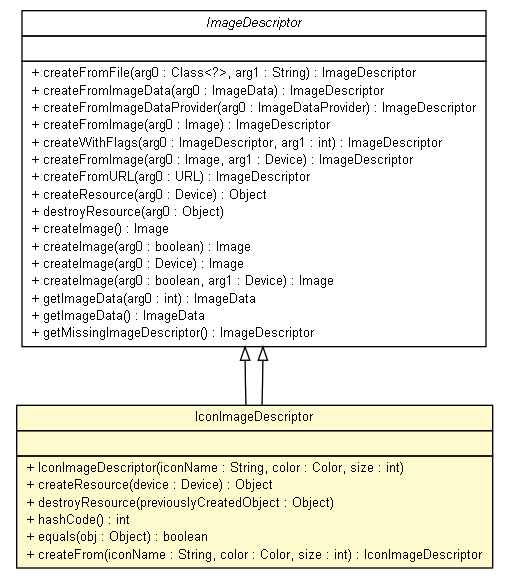 ImageDescriptor
+ createFromFile(arg0 : Class<?>, arg1 : String) : ImageDescriptor
+ createFromImageData(arg0 : ImageData) : ImageDescriptor
+ createFromImageDataProvider(arg0 : ImageDataProvider) : ImageDescriptor
+ createFromImage(arg0 : Image) : ImageDescriptor
+ createWithFlags(arg0 : ImageDescriptor, arg1 : int) : ImageDescriptor
+ createFromImage(arg0 : Image, arg1 : Device) : ImageDescriptor
+ createFromURL(arg0 : URL) : ImageDescriptor
+ createResource(arg0 : Device) : Object
+ destroyResource(arg0 : Object)
+ createImage() : Image
+ createImage(arg0 : boolean) : Image
+ createImage(arg0 : Device) : Image
+ createImage(arg0 : boolean, arg1 : Device) : Image
+ getImageData(arg0 : int) : ImageData
+ getImageData() : ImageData
+ getMissingImageDescriptor() : ImageDescriptor
IconImageDescriptor
+ IconImageDescriptor(iconName : String, color : Color, size : int)
+ createResource(device : Device) : Object
+ destroyResource(previouslyCreatedObject : Object)
+ hashCode() : int
+ equals(obj : Object) : boolean
+ createFrom(iconName : String, color : Color, size : int) : IconImageDescriptor